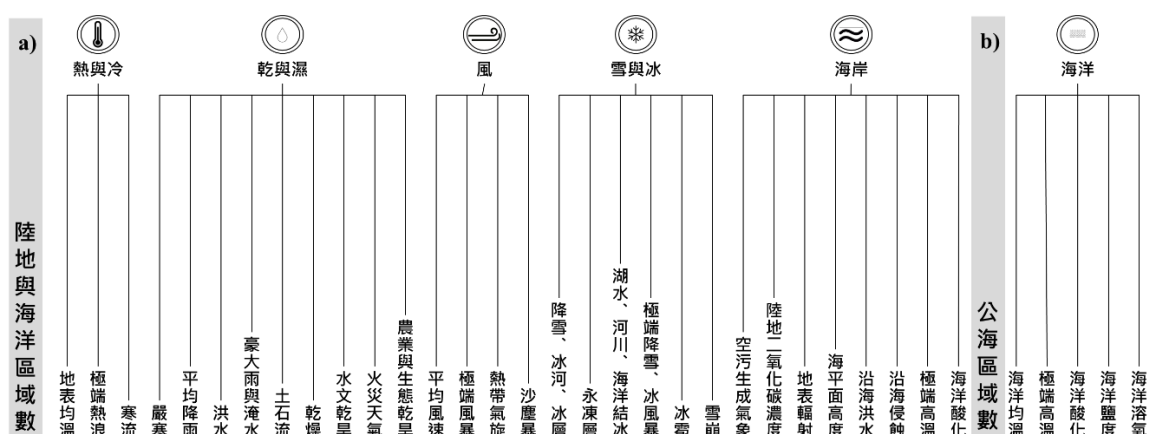 a)
熱與冷
乾與濕
風
雪與冰
海岸
b)
海洋
陸地與海洋區域數
地表均溫
極端熱浪
寒流
嚴寒
平均降雨
洪水
豪大雨與淹水
土石流
乾燥
水文乾旱
火災天氣
農業與生態乾旱
平均風速
極端風暴
熱帶氣旋
沙塵暴
降雪、冰河、冰層
永凍層
湖水、河川、海洋結冰
極端降雪、冰風暴
冰雹
雪崩
空污生成氣象
陸地二氧化碳濃度
地表輻射
海平面高度
沿海洪水
沿海侵蝕
極端高溫
海洋酸化
公海區域數
海洋均溫
極端高溫
海洋酸化
海洋鹽度
海洋溶氧